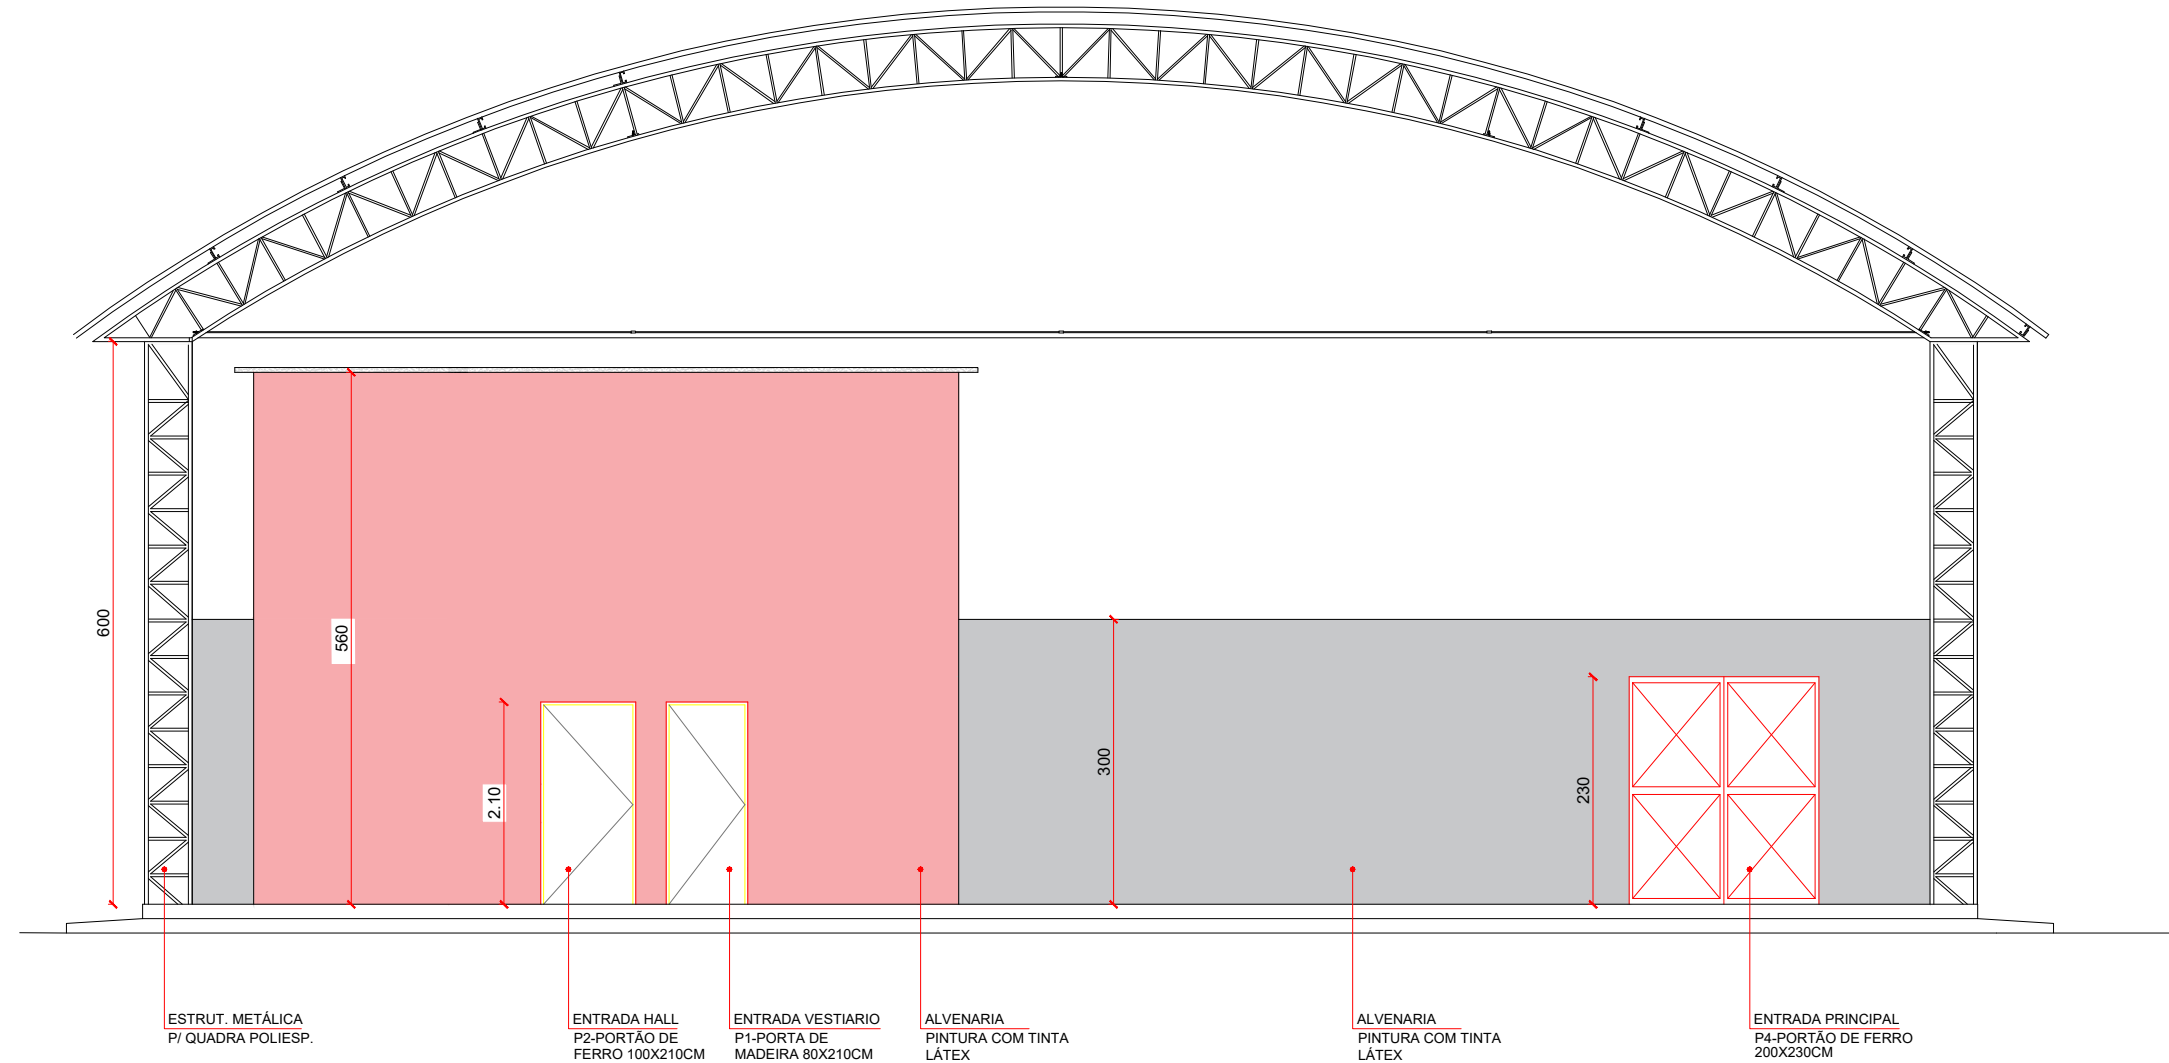 600
560
2.10
300
230
ESTRUT. METÁLICA
P/ QUADRA POLIESP.
ENTRADA HALL
P2-PORTÃO DE
FERRO 100X210CM
ENTRADA VESTIARIO
P1-PORTA DE
MADEIRA 80X210CM
ALVENARIA
PINTURA COM TINTA
LÁTEX
ALVENARIA
PINTURA COM TINTA
LÁTEX
ENTRADA PRINCIPAL
P4-PORTÃO DE FERRO
200X230CM